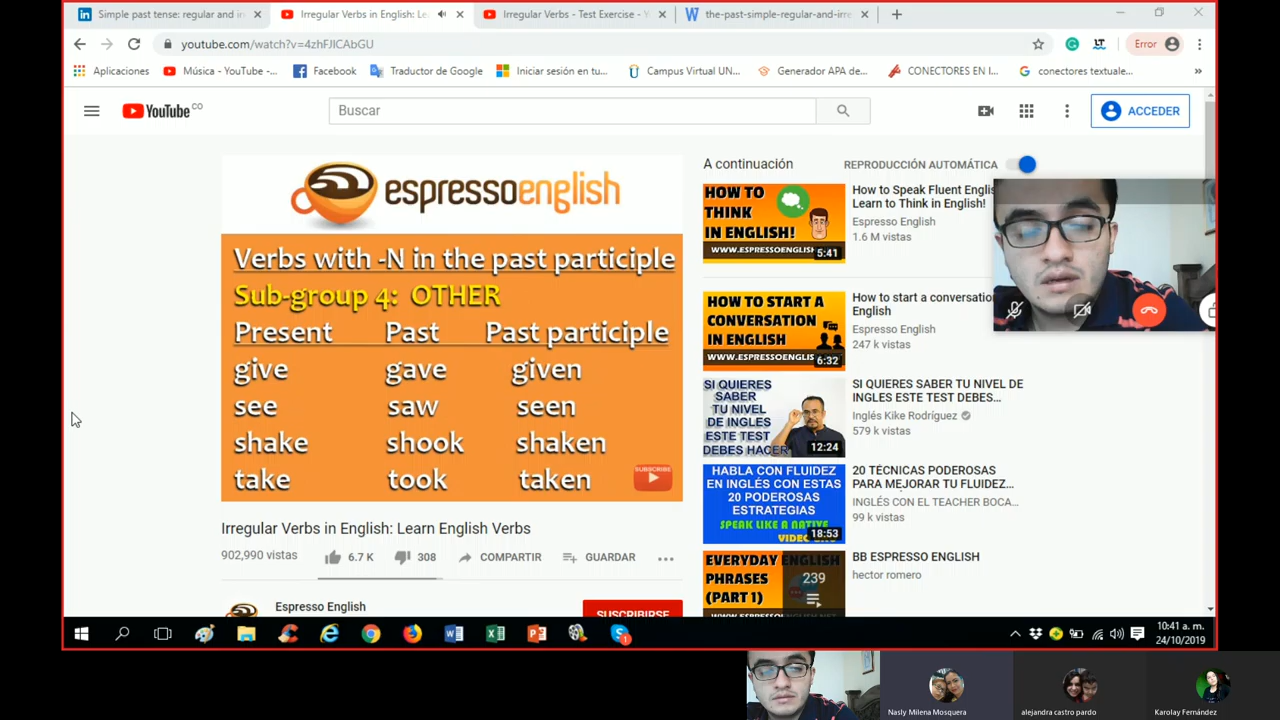 Simple past tense: regular and in
Irregular Verbs in English: Le
Irregular Verbs - Test Exercise - Y
the-past-simple-regular-and-irre
youtube.com/watch?v=4zhFJICAbGU
Error
Aplicaciones
Música - YouTube -...
Facebook
Traductor de Google
Iniciar sesión en tu...
Campus Virtual UN...
Generador APA de...
CONECTORES EN I...
conectores textuale...
»
YouTube CO
Buscar
ACCEDER
espressoenglish
Verbs with -N in the past participle
Sub-group 4: OTHER
Present Past Past participle
give gave given
see saw seen
shake shook shaken
take took taken
SUBSCRIBE
Irregular Verbs in English: Learn English Verbs
902,990 vistas
6.7 K
308
COMPARTIR
GUARDAR
Espresso English
SUSCRIBIRSE
A continuación
REPRODUCCIÓN AUTOMÁTICA
HOW TO
THINK
IN ENGLISH!
5:41
How to Speak Fluent Englis
Learn to Think in English!
Espresso English
1.6 M vistas
HOW TO START A
CONVERSATION
IN ENGLISH
6:32
How to start a conversation
English
Espresso English
247 k vistas
SI QUIERES
SABER
TU NIVEL
DE INGLES
ESTE TEST
DEBES HACER
12:24
SI QUIERES SABER TU NIVEL DE
INGLES ESTE TEST DEBES...
Inglés Kike Rodríguez
579 k vistas
HABLA CON FLUIDEZ
EN INGLÉS CON ESTAS
20 PODEROSAS
ESTRATEGIAS
SPEAK LIKE A NATIVE
18:53
20 TÉCNICAS PODEROSAS
PARA MEJORAR TU FLUIDEZ...
INGLÉS CON EL TEACHER BOCA...
99 k vistas
EVERYDAY ENGLISH
PHRASES
(PART 1)
239
BB ESPRESSO ENGLISH
hector romero
10:41 a. m.
24/10/2019
Nasly Milena Mosquera
alejandra castro pardo
Karolay Fernández